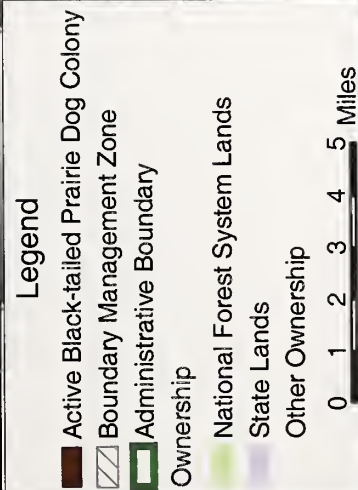 Legend
Active Black-tailed Prairie Dog Colony
Boundary Management Zone
Administrative Boundary
Ownership
National Forest System Lands
State Lands
Other Ownership
0 1 2 3 4 5 Miles